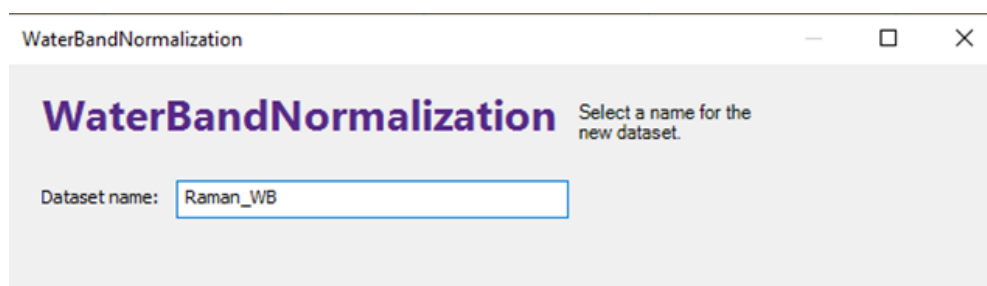 WaterBandNormalization
WaterBandNormalization
Select a name for the
new dataset.
Dataset name:
Raman_WB